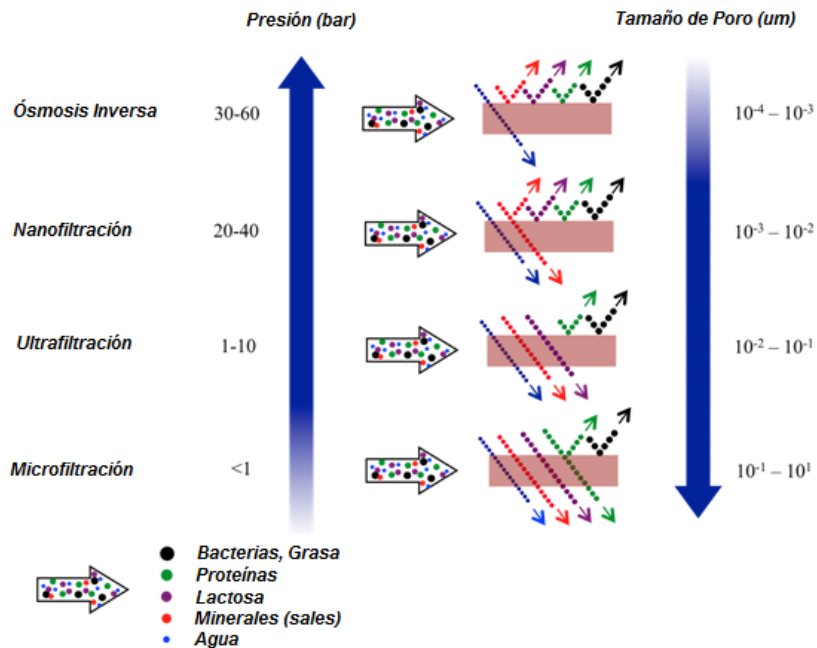 Presión (bar)
Tamaño de Poro (um)
Ósmosis Inversa 30-60 10⁻⁴ – 10⁻³
Nanofiltración 20-40 10⁻³ – 10⁻²
Ultrafiltración 1-10 10⁻² – 10⁻¹
Microfiltración <1 10⁻¹ – 10¹
Bacterias, Grasa
Proteínas
Lactosa
Minerales (sales)
Agua